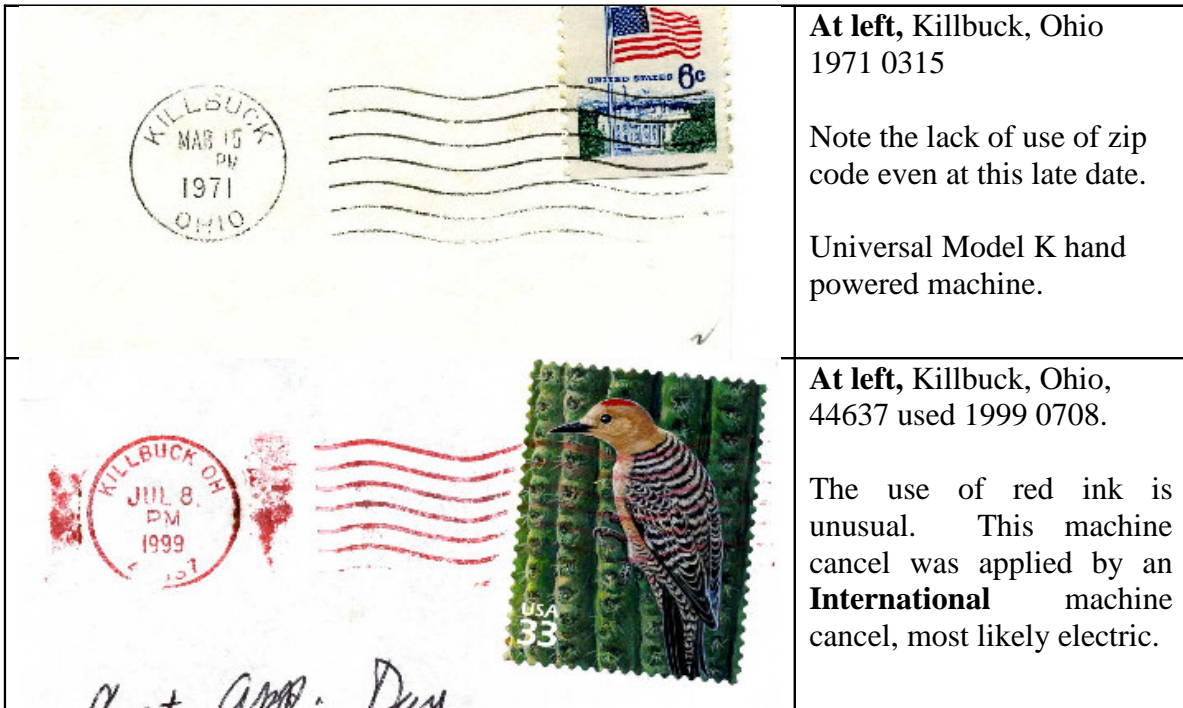 KILLBUCK
MAR 15
PM
1971
OHIO
UNITED STATES 6c
At left, Killbuck, Ohio
1971 0315
Note the lack of use of zip
code even at this late date.
Universal Model K hand
powered machine.
KILLBUCK OH
JUL 8.
PM
1999
USA
33
At left, Killbuck, Ohio,
44637 used 1999 0708.
The use of red ink is
unusual. This machine
cancel was applied by an
International machine
cancel, most likely electric.